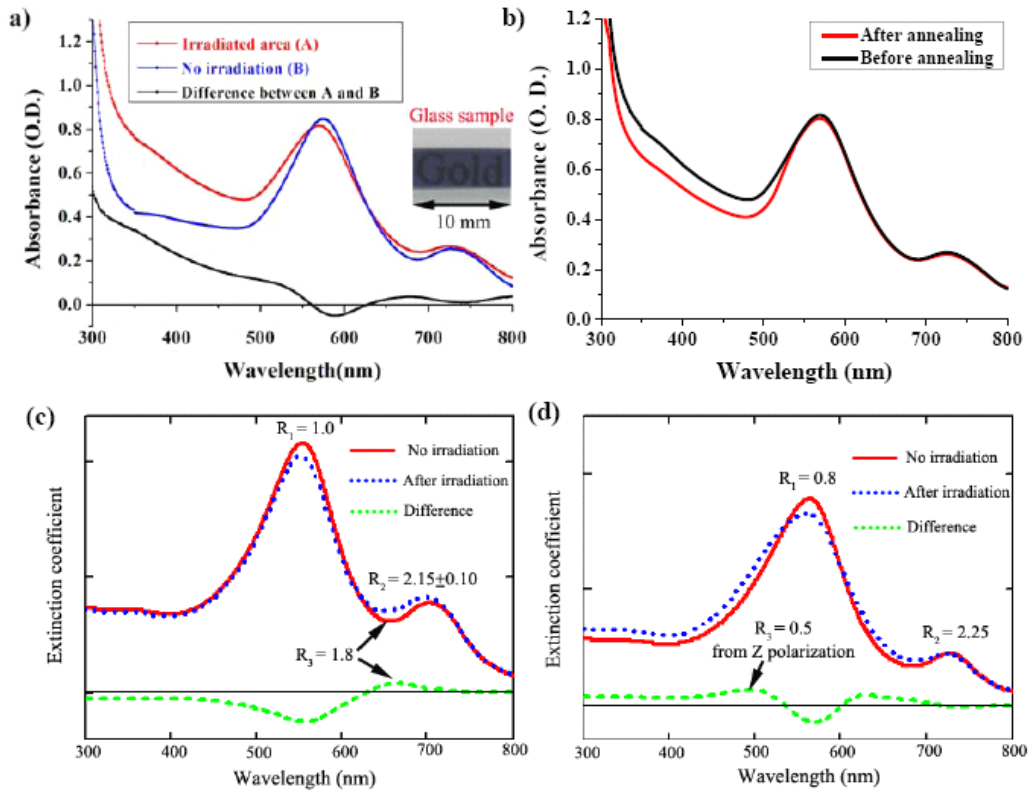 a)
1.2
1.0
0.8
0.6
0.4
0.2
0.0
Absorbance (O.D.)
Irradiated area (A)
No irradiation (B)
Difference between A and B
Glass sample
Gold
10 mm
300 400 500 600 700 800
Wavelength(nm)
b)
1.2
1.0
0.8
0.6
0.4
0.2
0.0
Absorbance (O. D.)
After annealing
Before annealing
300 400 500 600 700 800
Wavelength (nm)
(c)
Extinction coefficient
R1 = 1.0
No irradiation
After irradiation
Difference
R2 = 2.15±0.10
R3 = 1.8
300 400 500 600 700 800
Wavelength (nm)
(d)
Extinction coefficient
No irradiation
R1 = 0.8
After irradiation
Difference
R3 = 0.5
from Z polarization
R2 = 2.25
300 400 500 600 700 800
Wavelength (nm)